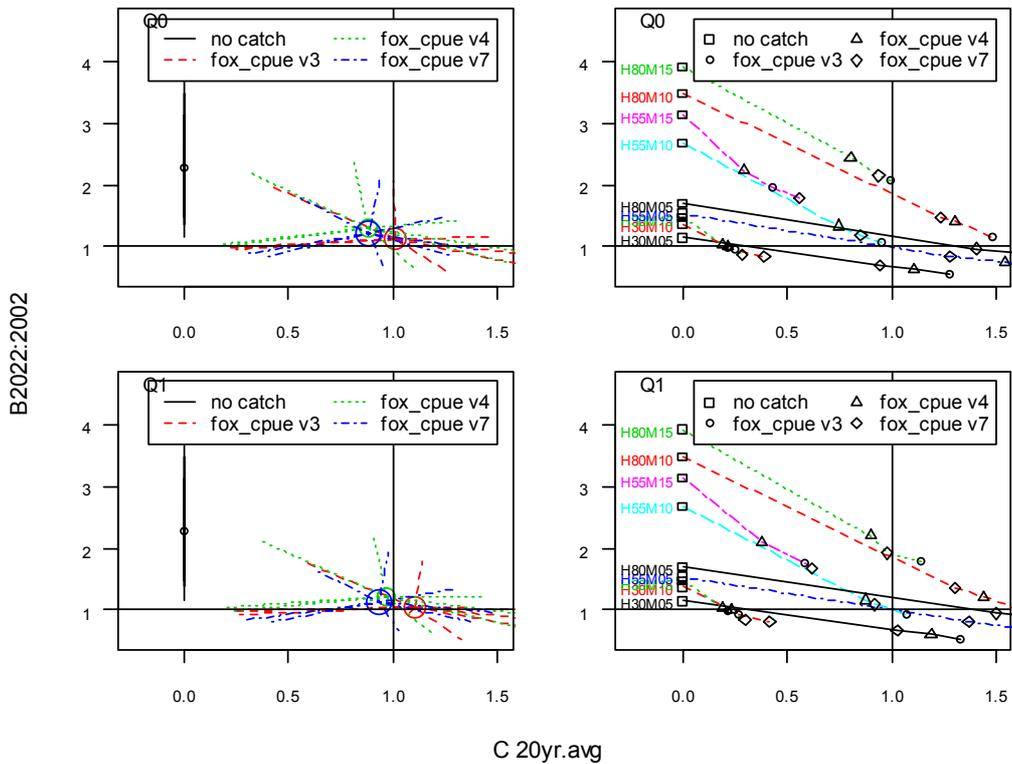 Q0
no catch
fox_cpue v3
fox_cpue v4
fox_cpue v7
4
3
2
1
0.0 0.5 1.0 1.5
Q0
no catch
fox_cpue v3
fox_cpue v4
fox_cpue v7
4
3
2
1
H80M15
H80M10
H55M15
H55M10
H80M05
H55M05
H30M10
H30M05
0.0 0.5 1.0 1.5
B2022:2002
Q1
no catch
fox_cpue v3
fox_cpue v4
fox_cpue v7
4
3
2
1
0.0 0.5 1.0 1.5
Q1
no catch
fox_cpue v3
fox_cpue v4
fox_cpue v7
4
3
2
1
H80M15
H80M10
H55M15
H55M10
H80M05
H55M05
H30M10
H30M05
0.0 0.5 1.0 1.5
C 20yr.avg